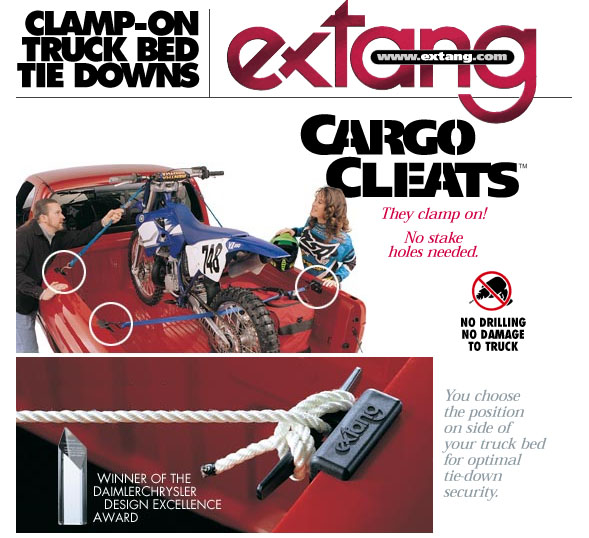 CLAMP-ON
TRUCK BED
TIE DOWNS
extang
www.extang.com
CARGO
CLEATS™
They clamp on!
No stake
holes needed.
NO DRILLING
NO DAMAGE
TO TRUCK
748
extang
WINNER OF THE
DAIMLERCHRYSLER
DESIGN EXCELLENCE
AWARD
You choose
the position
on side of
your truck bed
for optimal
tie-down
security.